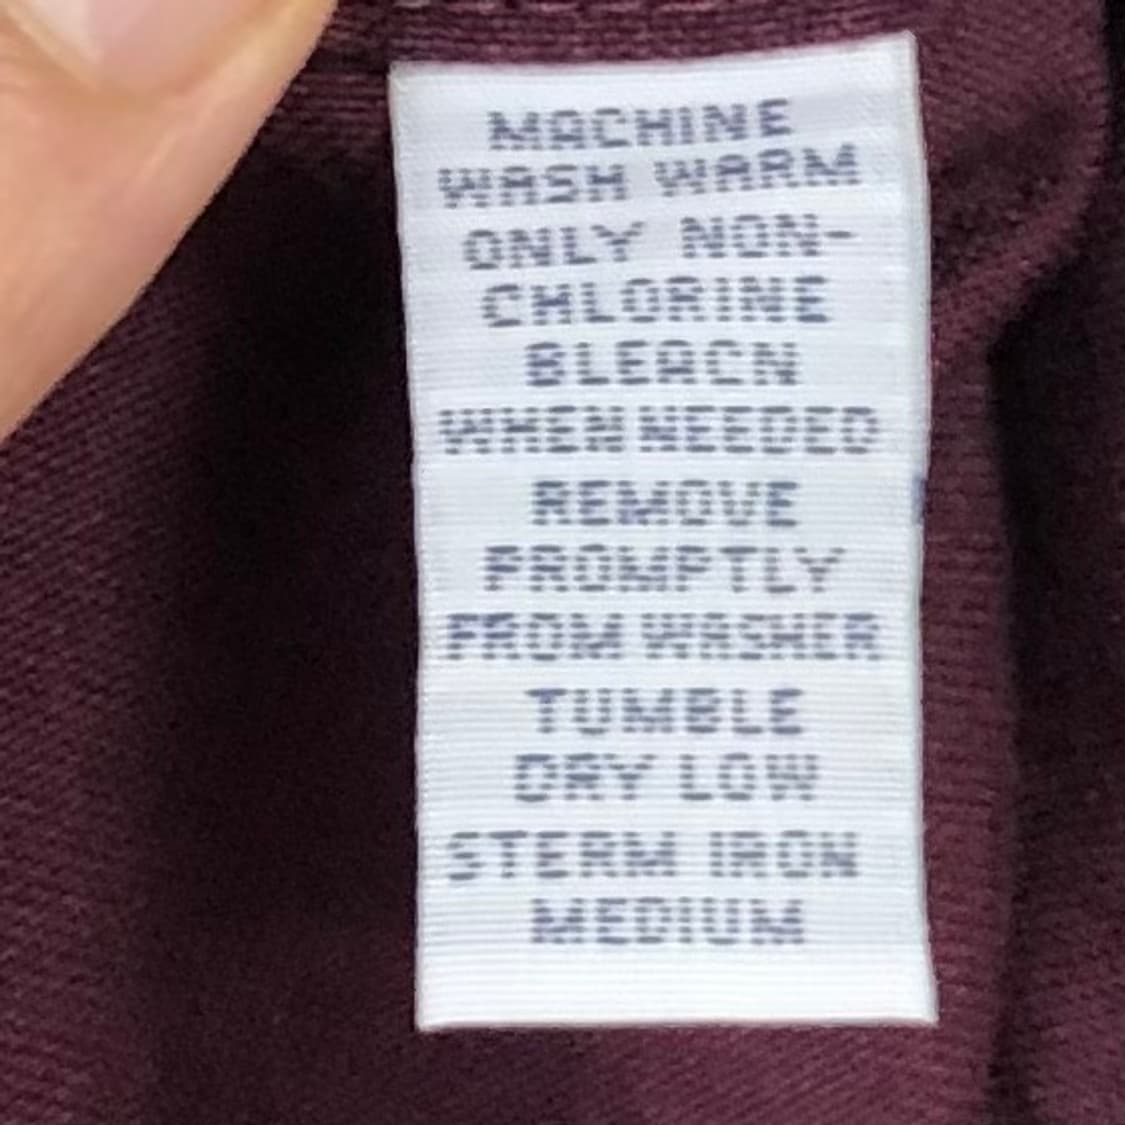 MACHINE
WASH WARM
ONLY NON-
CHLORINE
BLEACN
WHEN NEEDED
REMOVE
PROMPTLY
FROM WASHER
TUMBLE
DRY LOW
STERM IRON
MEDIUM